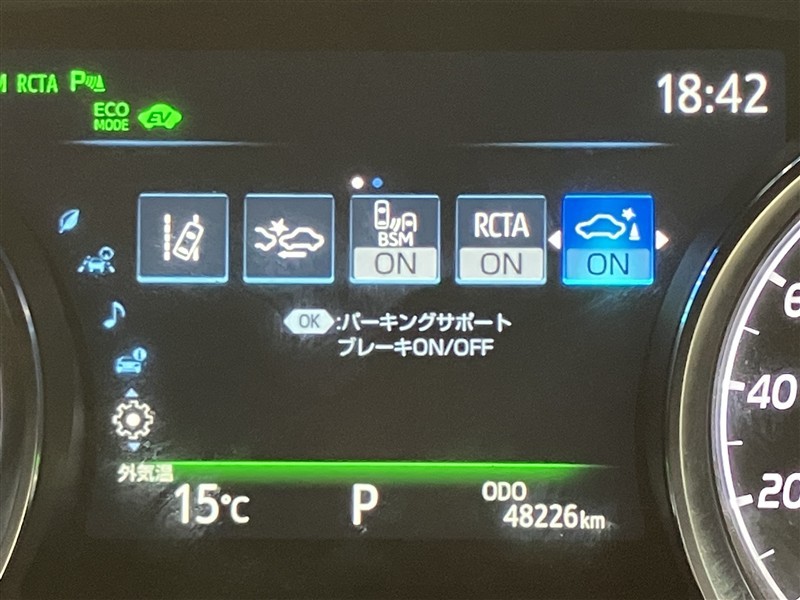 RCTA P
18:42
ECO
MODE EV
BSM
ON
RCTA
ON
ON
OK:パーキングサポート
ブレーキON/OFF
60
40
20
外気温
15℃
P
ODO
48226km